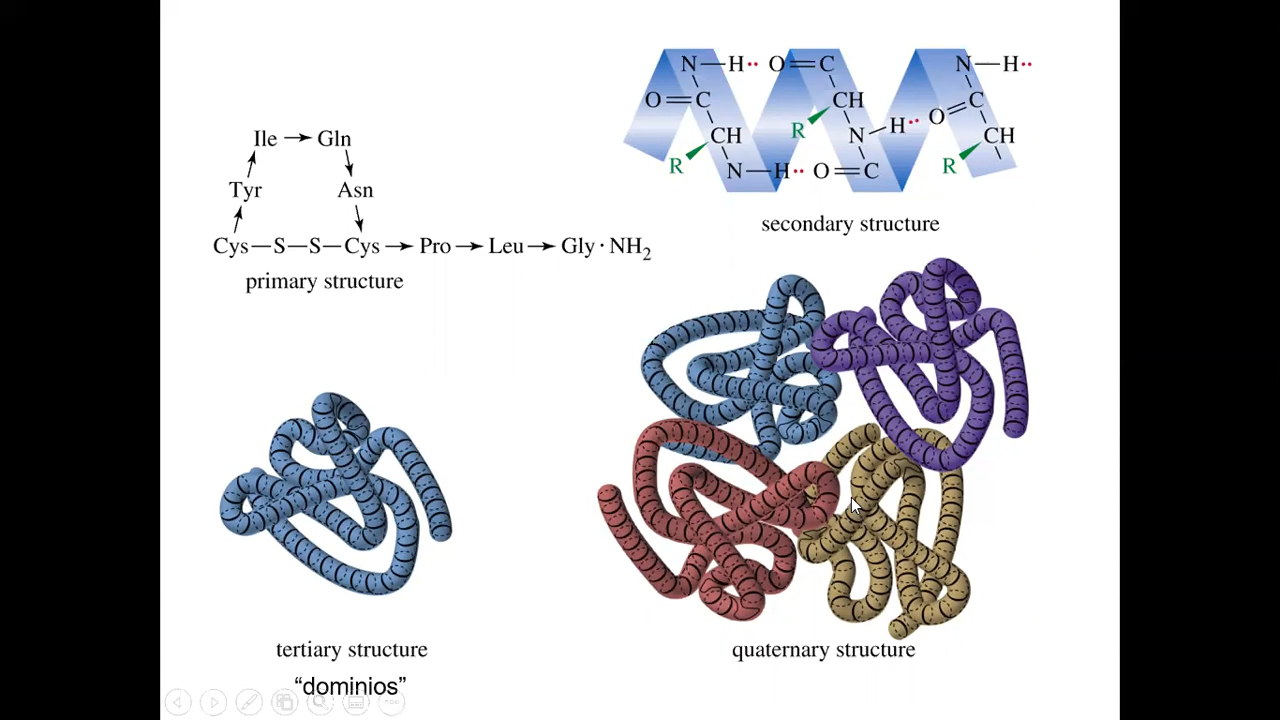 Ile → Gln
Tyr Asn
Cys—S—S—Cys → Pro → Leu → Gly · NH₂
primary structure
N—H·· O=C N—H··
O=C CH O=C
R N—H·· CH
CH R
R N—H·· O=C
secondary structure
tertiary structure
“dominios”
quaternary structure